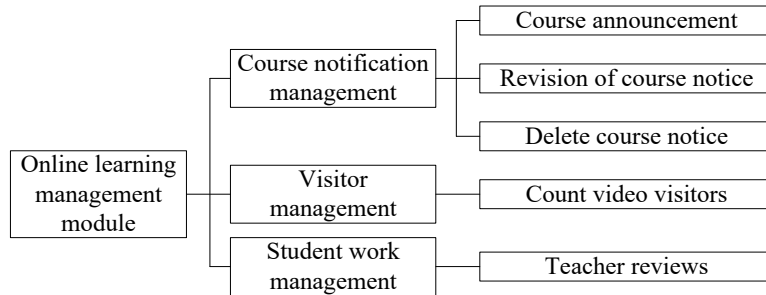 Online learning
management
module
Course notification
management
Visitor
management
Student work
management
Course announcement
Revision of course notice
Delete course notice
Count video visitors
Teacher reviews